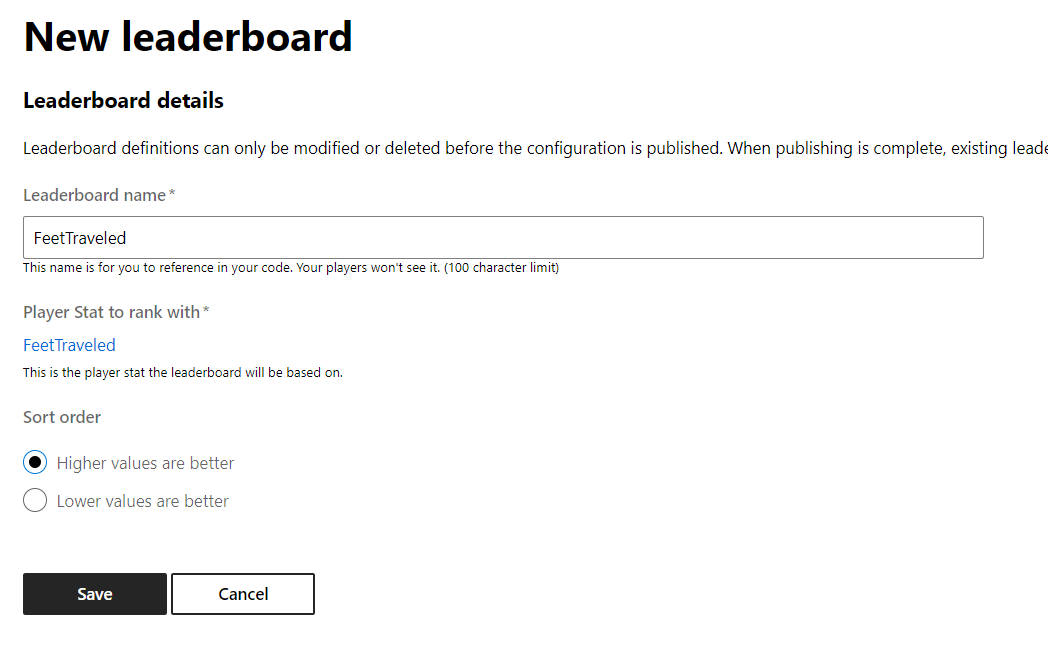 New leaderboard
Leaderboard details
Leaderboard definitions can only be modified or deleted before the configuration is published. When publishing is complete, existing
Leaderboard name*
FeetTraveled
This name is for you to reference in your code. Your players won't see it. (100 character limit)
Player Stat to rank with*
FeetTraveled
This is the player stat the leaderboard will be based on.
Sort order
Higher values are better
Lower values are better
Save Cancel